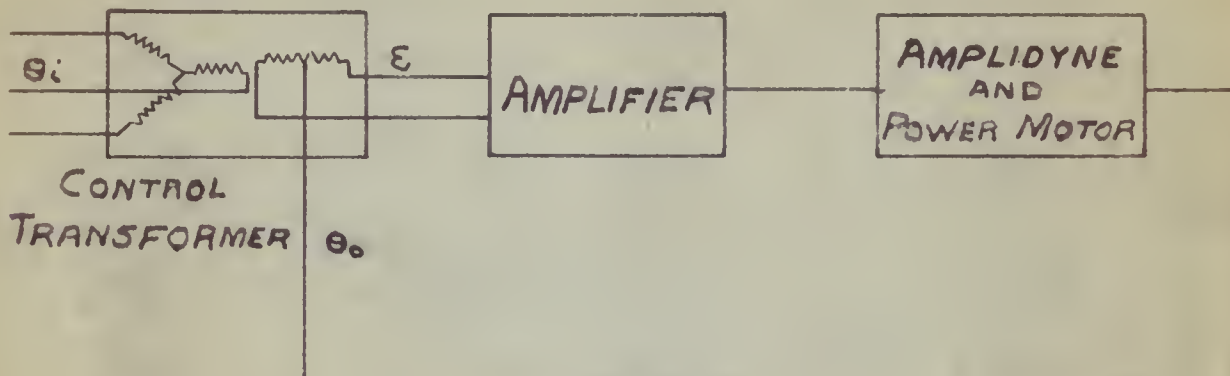 θi
ε
AMPLIFIER
AMPLIDYNE
AND
POWER MOTOR
CONTROL
TRANSFORMER
θo